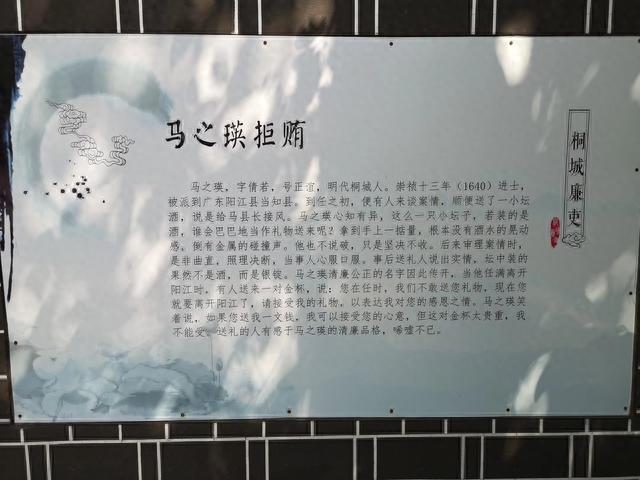 马之瑛拒贿
桐城廉吏
马之瑛，字倩若，号正谊，明代桐城人。崇祯十三年（1640）进士，
被派到广东阳江县当知县。到任之初，便有人来谈案情，顺便送了一小坛
酒，说是给马县长接风。马之瑛心知有异，这么一只小坛子，若装的是
酒，谁会巴巴地当作礼物送来呢？拿到手上一掂量，根本没有酒水的晃动
感。倒有金属的碰撞声。他也不说破，只是坚决不收。后来审理案情时，
是非曲直，照理决断，当事人心服口服。事后送礼人说出实情，坛中装的
果然不是酒，而是银锭。马之瑛清廉公正的名字因此传开，当他任满离开
阳江时。有人送来一对金杯，说：您在任时，我们不敢送您礼物，现在您
就要离开阳江了，请接受我的礼物。以表达我对您的感恩之情。马之瑛笑
着说，如果您送我一文钱，我可以接受您的心意，但这对金杯太贵重，我
不能受。送礼的人有感于马之瑛的清廉品格，唏嘘不已。